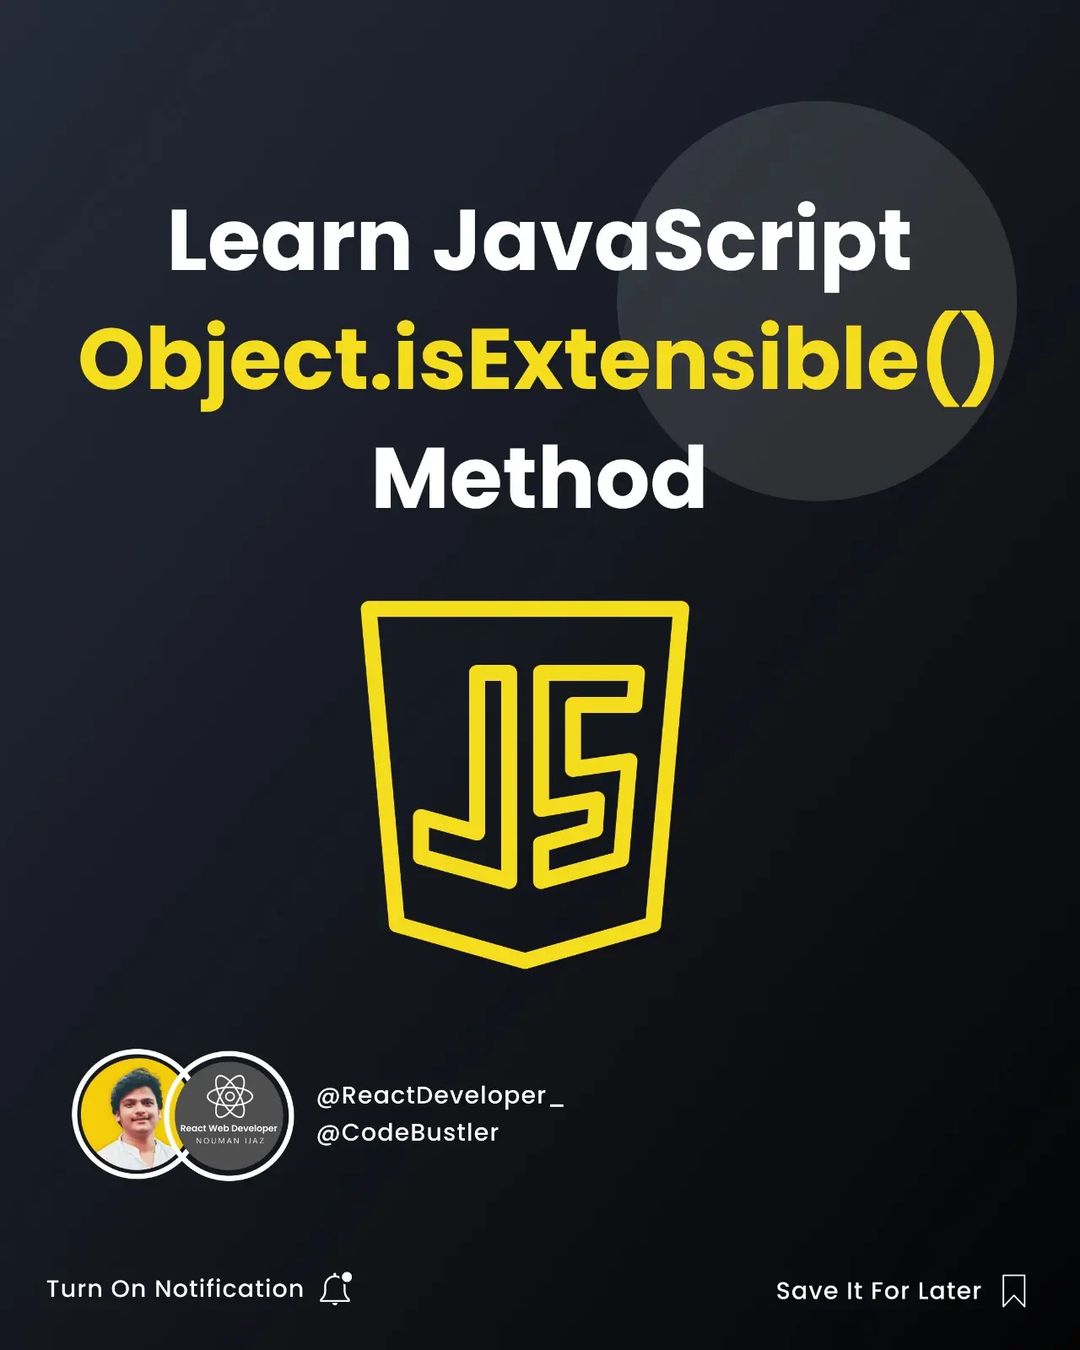 Learn JavaScript
Object.isExtensible()
Method
JS
React Web Developer
NOUMAN IJAZ
@ReactDeveloper_
@CodeBustler
Turn On Notification
Save It For Later